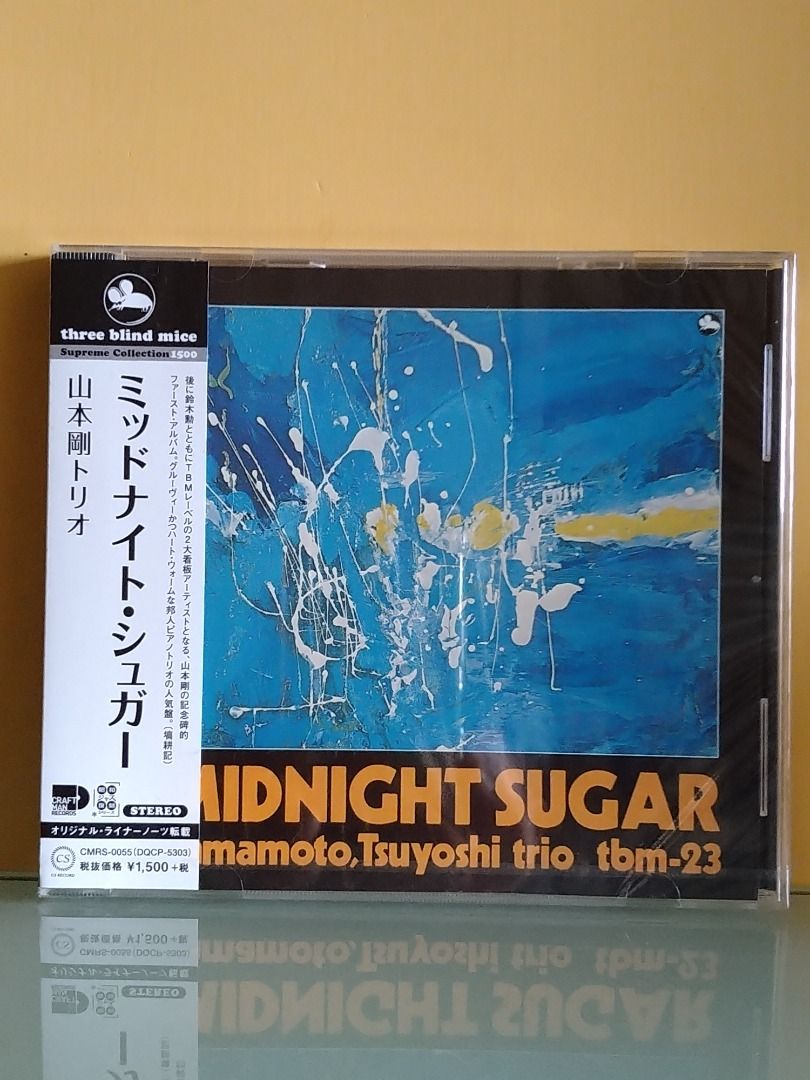 three blind mice
Supreme Collection 1500
ミッドナイト・シュガー
山本剛トリオ
後に鈴木勲とともにTBMレーベルの2大看板アーティストとなる、山本剛の記念碑的
ファースト・アルバム。グルーヴィーかつハート・ウォームな邦人ピアノトリオの人気盤。(塙耕記)
CRAFT
MAN
RECORDS
STEREO
オリジナル・ライナーノーツ転載
CS
CMRS-0055(DQCP-5303)
税抜価格 ¥1,500+税
MIDNIGHT SUGAR
mamoto,Tsuyoshi trio tbm-23